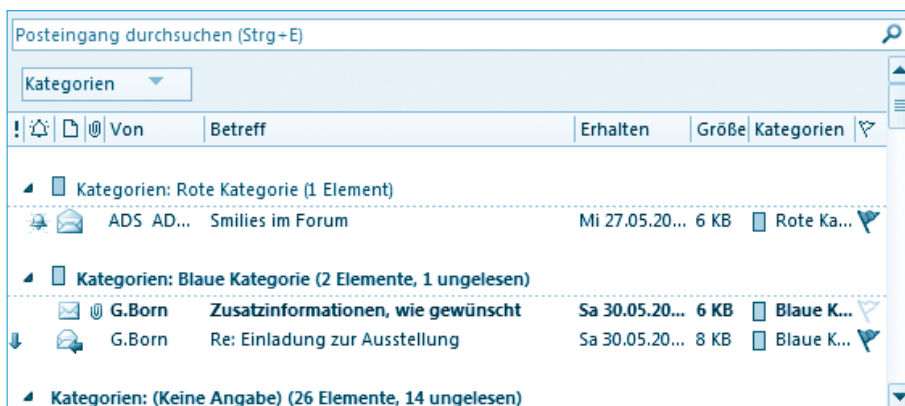 Posteingang durchsuchen (Strg+E)
Kategorien
! Von Betreff Erhalten Größe Kategorien
Kategorien: Rote Kategorie (1 Element)
ADS AD... Smilies im Forum Mi 27.05.20... 6 KB Rote Ka...
Kategorien: Blaue Kategorie (2 Elemente, 1 ungelesen)
G.Born Zusatzinformationen, wie gewünscht Sa 30.05.20... 6 KB Blaue K...
G.Born Re: Einladung zur Ausstellung Sa 30.05.20... 8 KB Blaue K...
Kategorien: (Keine Angabe) (26 Elemente, 14 ungelesen)